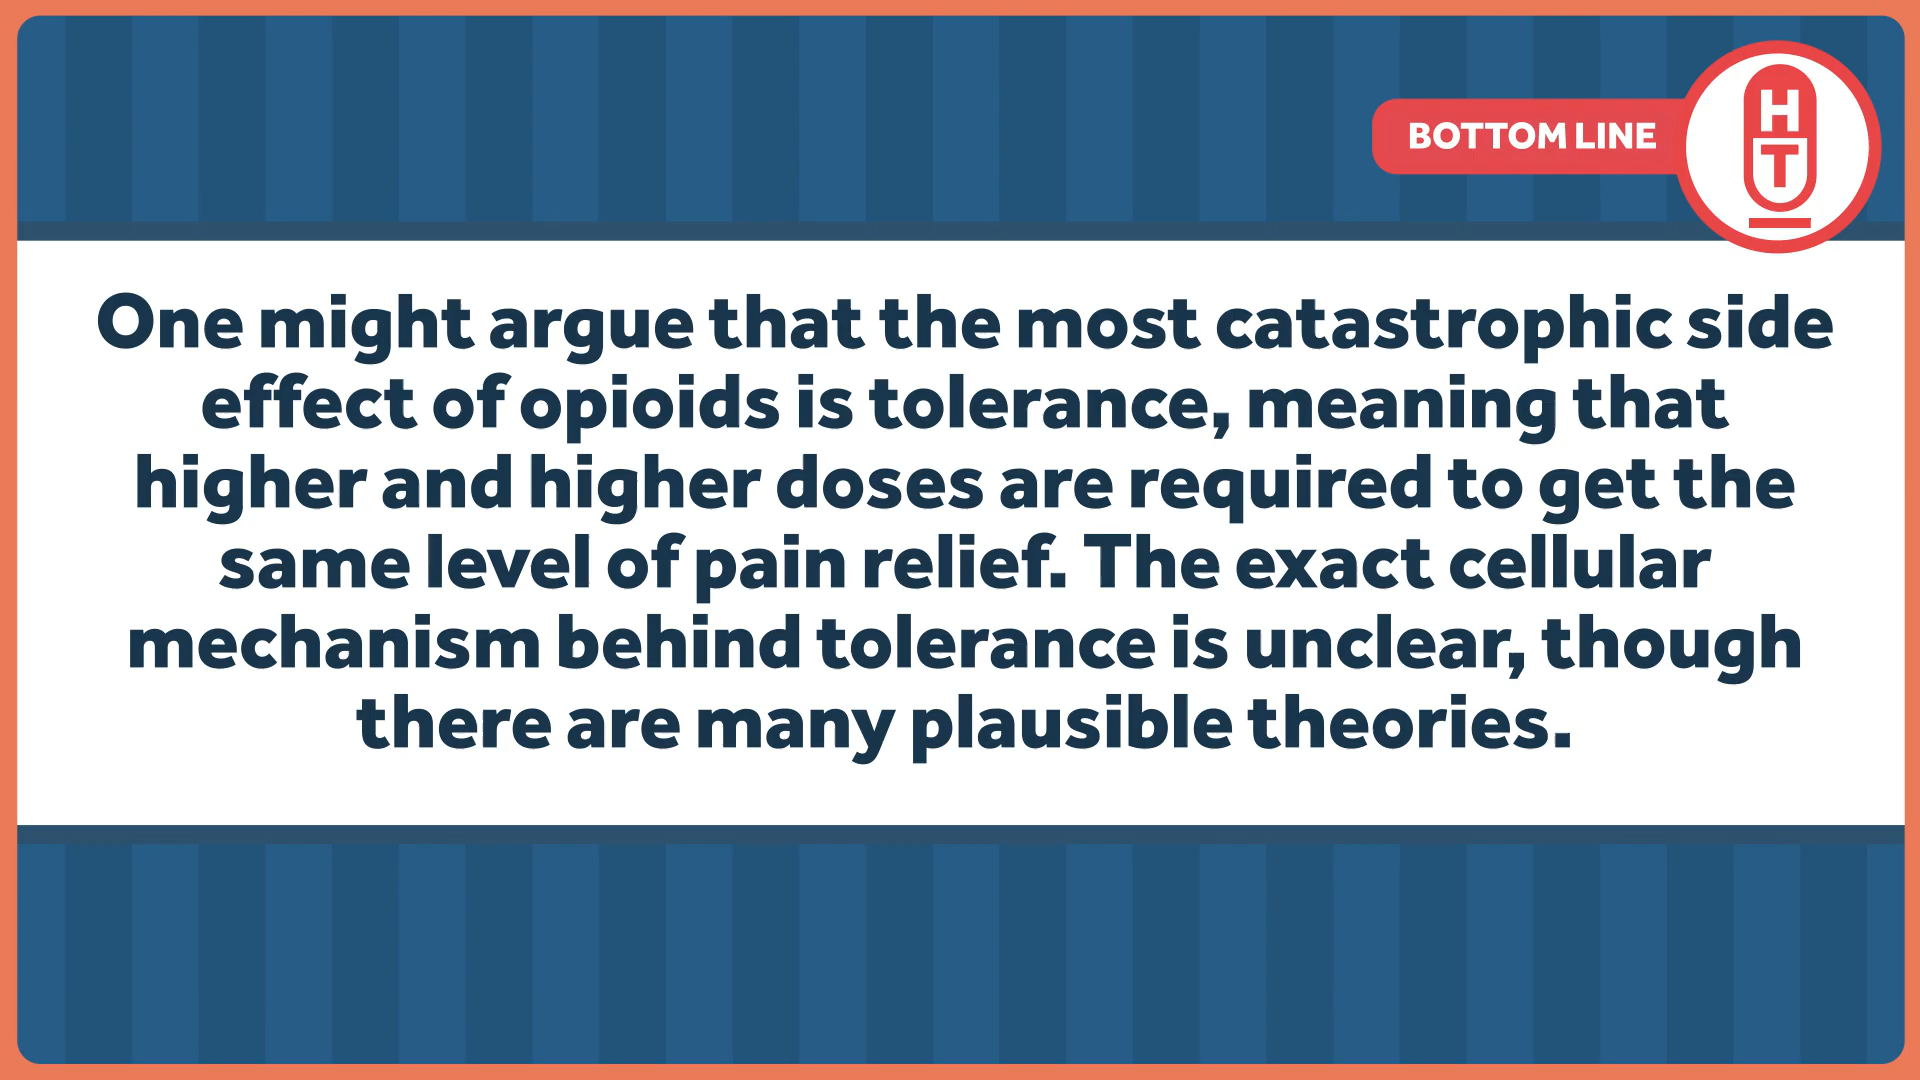 BOTTOM LINE
H
T
One might argue that the most catastrophic side
effect of opioids is tolerance, meaning that
higher and higher doses are required to get the
same level of pain relief. The exact cellular
mechanism behind tolerance is unclear, though
there are many plausible theories.